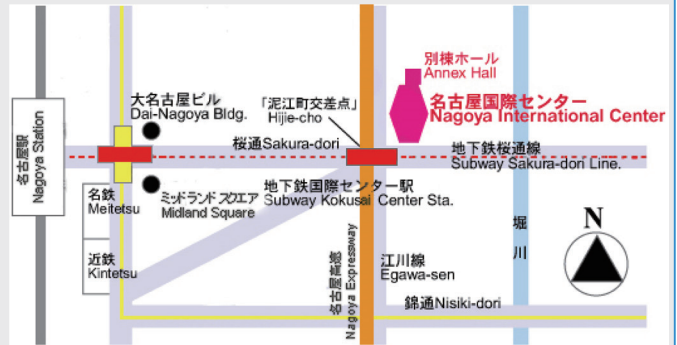 別棟ホール
Annex Hall
大名古屋ビル
Dai-Nagoya Bldg.
「泥江町交差点」
Hijie-cho
名古屋国際センター
Nagoya International Center
名古屋駅
Nagoya Station
桜通Sakura-dori
地下鉄桜通線
Subway Sakura-dori Line.
名鉄
Meitetsu
ミッドランド スクエア
Midland Square
地下鉄国際センター駅
Subway Kokusai Center Sta.
堀川
N
近鉄
Kintetsu
名古屋高速
Nagoya Expressway
江川線
Egawa-sen
錦通Nisiki-dori